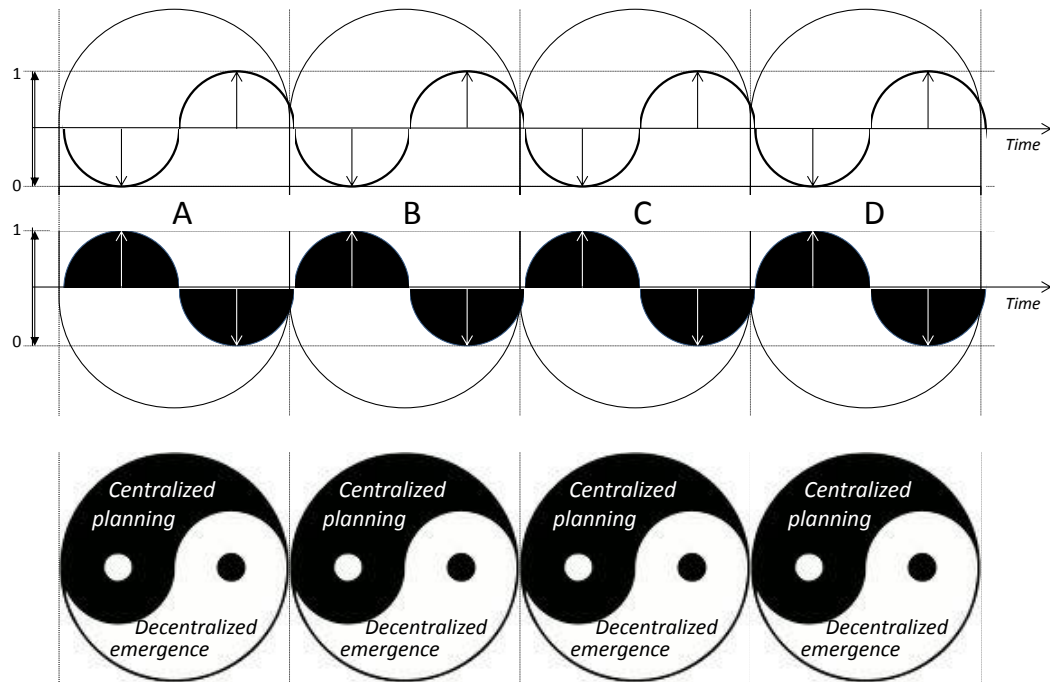 1
Time
0
A B C D
1
Time
0
Centralized Centralized Centralized Centralized
planning planning planning planning
Decentralized Decentralized Decentralized Decentralized
emergence emergence emergence emergence